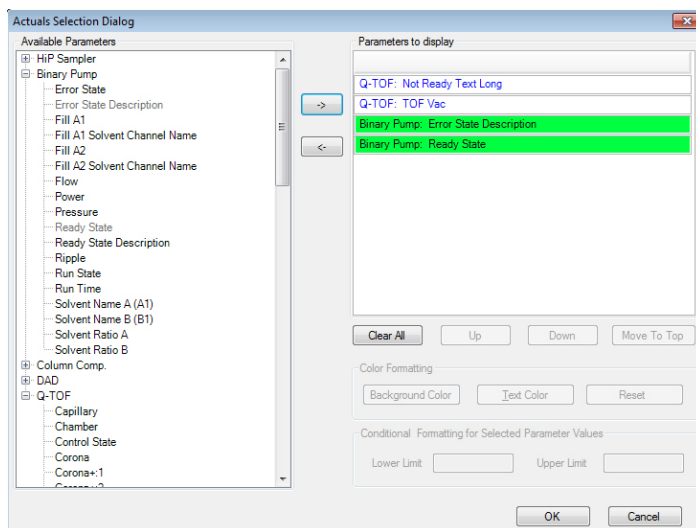 Actuals Selection Dialog
Available Parameters
HiP Sampler
Binary Pump
Error State
Error State Description
Fill A1
Fill A1 Solvent Channel Name
Fill A2
Fill A2 Solvent Channel Name
Flow
Power
Pressure
Ready State
Ready State Description
Ripple
Run State
Run Time
Solvent Name A (A1)
Solvent Name B (B1)
Solvent Ratio A
Solvent Ratio B
Column Comp.
DAD
Q-TOF
Capillary
Chamber
Control State
Corona
Corona+:1
->
<-
Parameters to display
Q-TOF: Not Ready Text Long
Q-TOF: TOF Vac
Binary Pump: Error State Description
Binary Pump: Ready State
Clear All
Up
Down
Move To Top
Color Formatting
Background Color
Text Color
Reset
Conditional Formatting for Selected Parameter Values
Lower Limit
Upper Limit
OK
Cancel